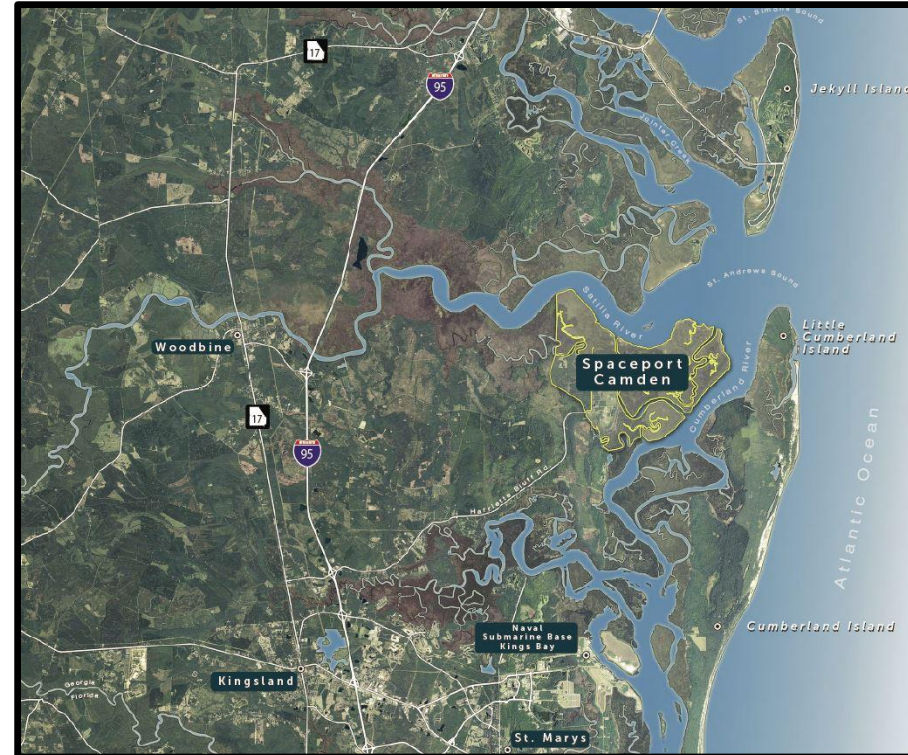 St. Simons Sound
17
95
Jekyll Island
Jointer Creek
St. Andrews Sound
Satilla River
Little
Cumberland
Island
Woodbine
Spaceport
Camden
Cumberland River
17
95
Harrietts Bluff Rd.
Atlantic Ocean
Naval
Submarine Base
Kings Bay
Cumberland Island
Kingsland
Georgia
Florida
St. Marys